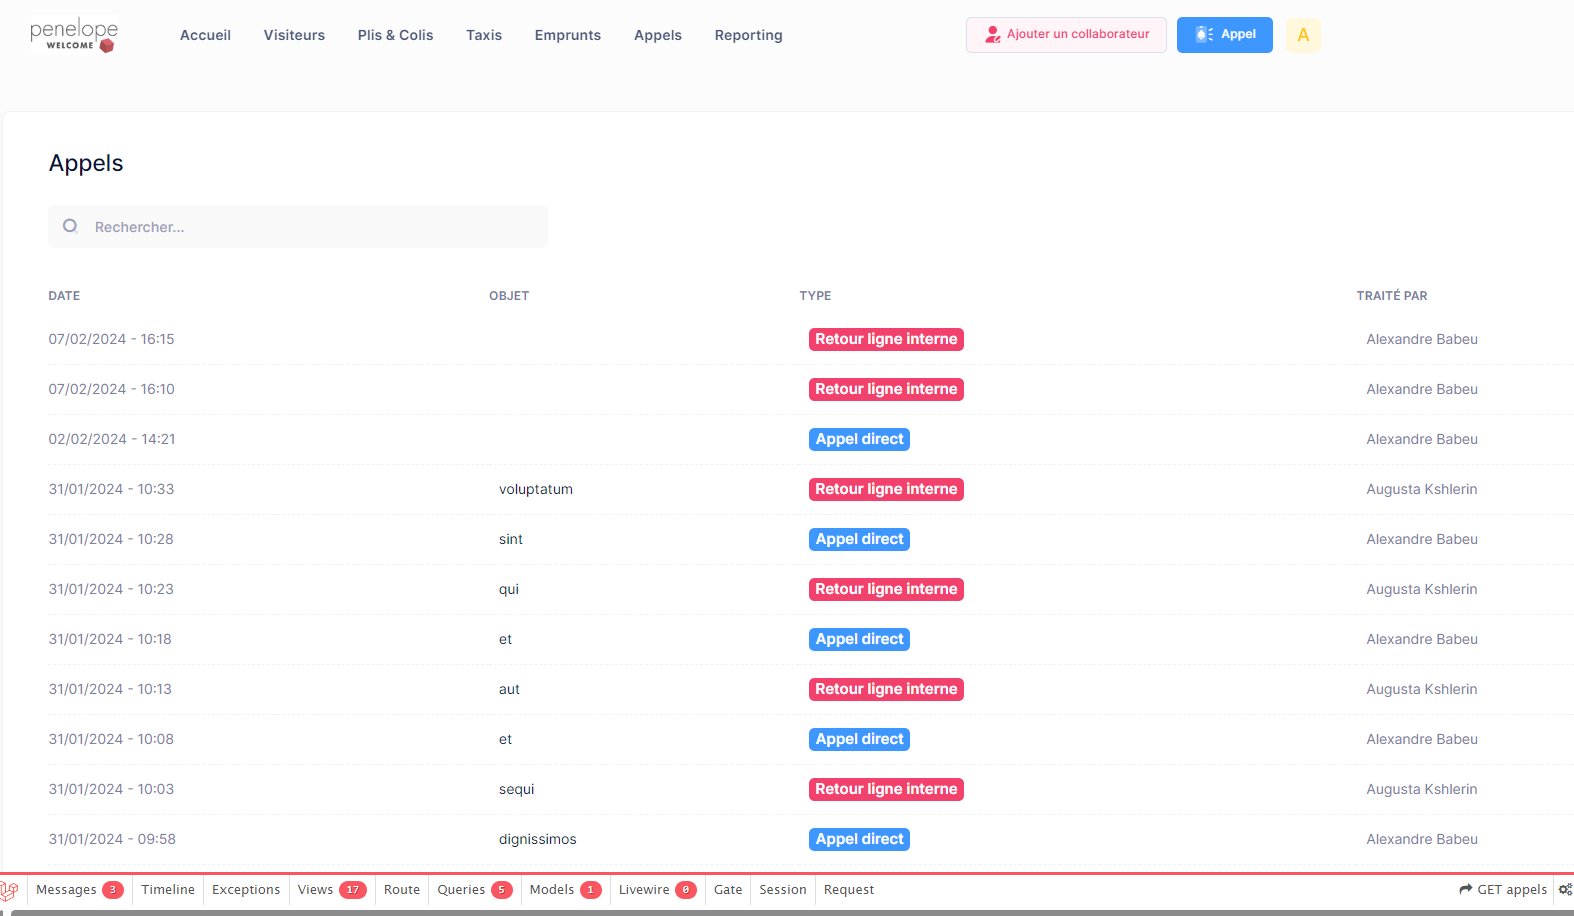 penelope
WELCOME
Accueil Visiteurs Plis & Colis Taxis Emprunts Appels Reporting Ajouter un collaborateur Appel A
Appels
Rechercher...
DATE OBJET TYPE TRAITÉ PAR
07/02/2024 - 16:15 Retour ligne interne Alexandre Babeu
07/02/2024 - 16:10 Retour ligne interne Alexandre Babeu
02/02/2024 - 14:21 Appel direct Alexandre Babeu
31/01/2024 - 10:33 voluptatum Retour ligne interne Augusta Kshlerin
31/01/2024 - 10:28 sint Appel direct Alexandre Babeu
31/01/2024 - 10:23 qui Retour ligne interne Augusta Kshlerin
31/01/2024 - 10:18 et Appel direct Alexandre Babeu
31/01/2024 - 10:13 aut Retour ligne interne Augusta Kshlerin
31/01/2024 - 10:08 et Appel direct Alexandre Babeu
31/01/2024 - 10:03 sequi Retour ligne interne Augusta Kshlerin
31/01/2024 - 09:58 dignissimos Appel direct Alexandre Babeu
Messages 3 Timeline Exceptions Views 17 Route Queries 5 Models 1 Livewire 0 Gate Session Request GET appels